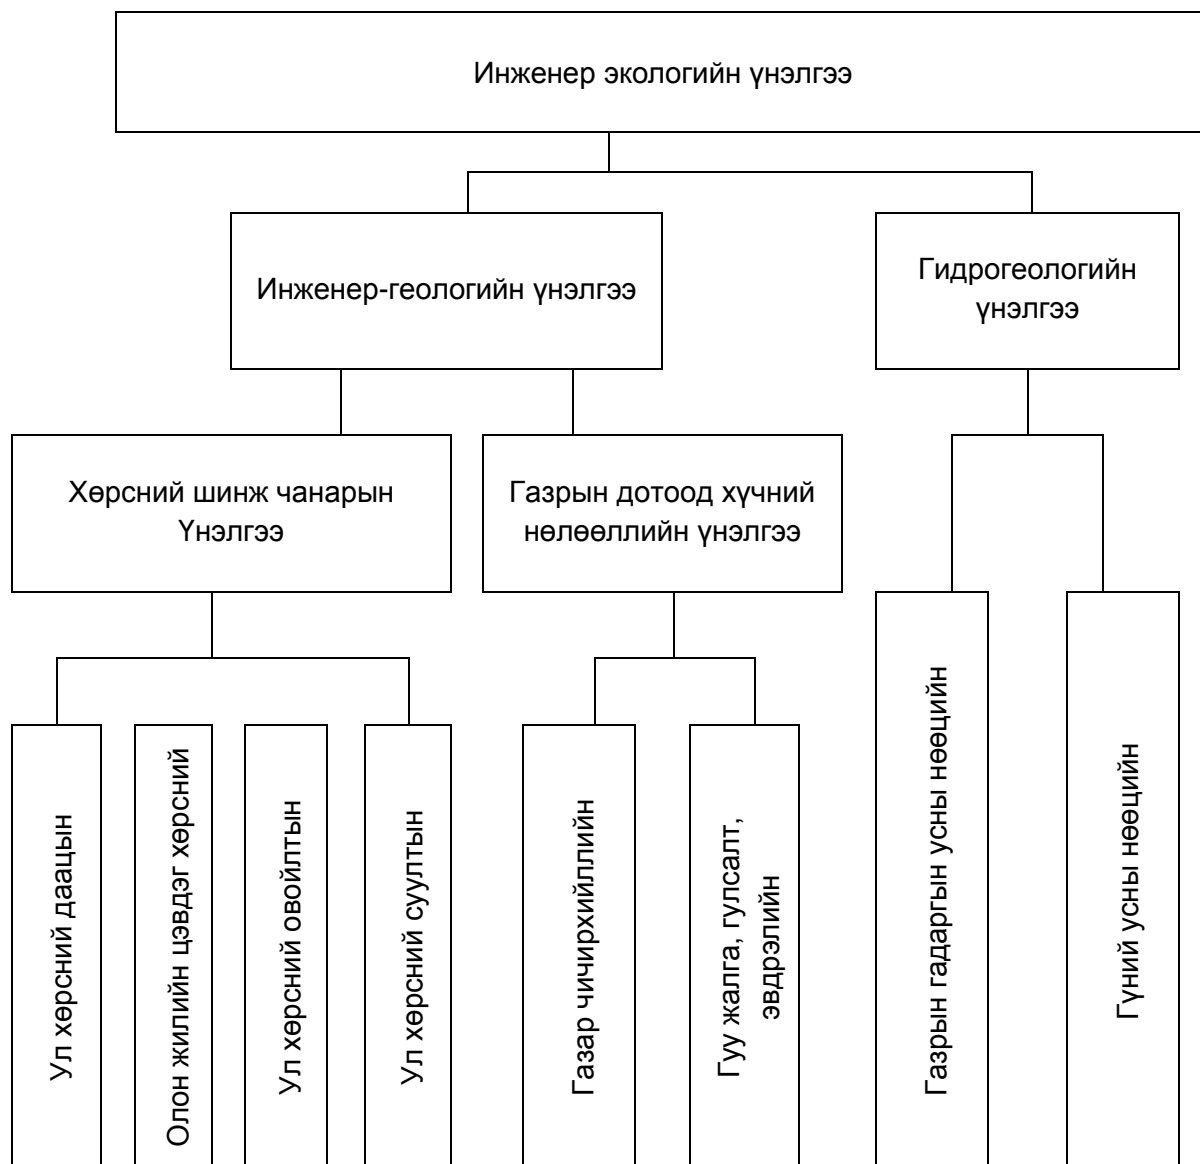 Инженер экологийн үнэлгээ
Инженер-геологийн үнэлгээ
Гидрогеологийн
үнэлгээ
Хөрсний шинж чанарын
Үнэлгээ
Газрын дотоод хүчний
нөлөөллийн үнэлгээ
Ул хөрсний даацын
Олон жилийн цэвдэг хөрсний
Ул хөрсний овойлтын
Ул хөрсний суултын
Газар чичирхийллийн
Гуу жалга, гулсалт,
эвдрэлийн
Газрын гадаргын усны нөөцийн
Гүний усны нөөцийн